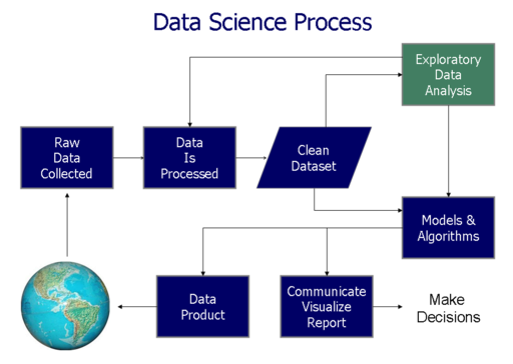 Data Science Process
Exploratory
Data
Analysis
Raw
Data
Collected
Data
Is
Processed
Clean
Dataset
Models &
Algorithms
Data
Product
Communicate
Visualize
Report
Make
Decisions